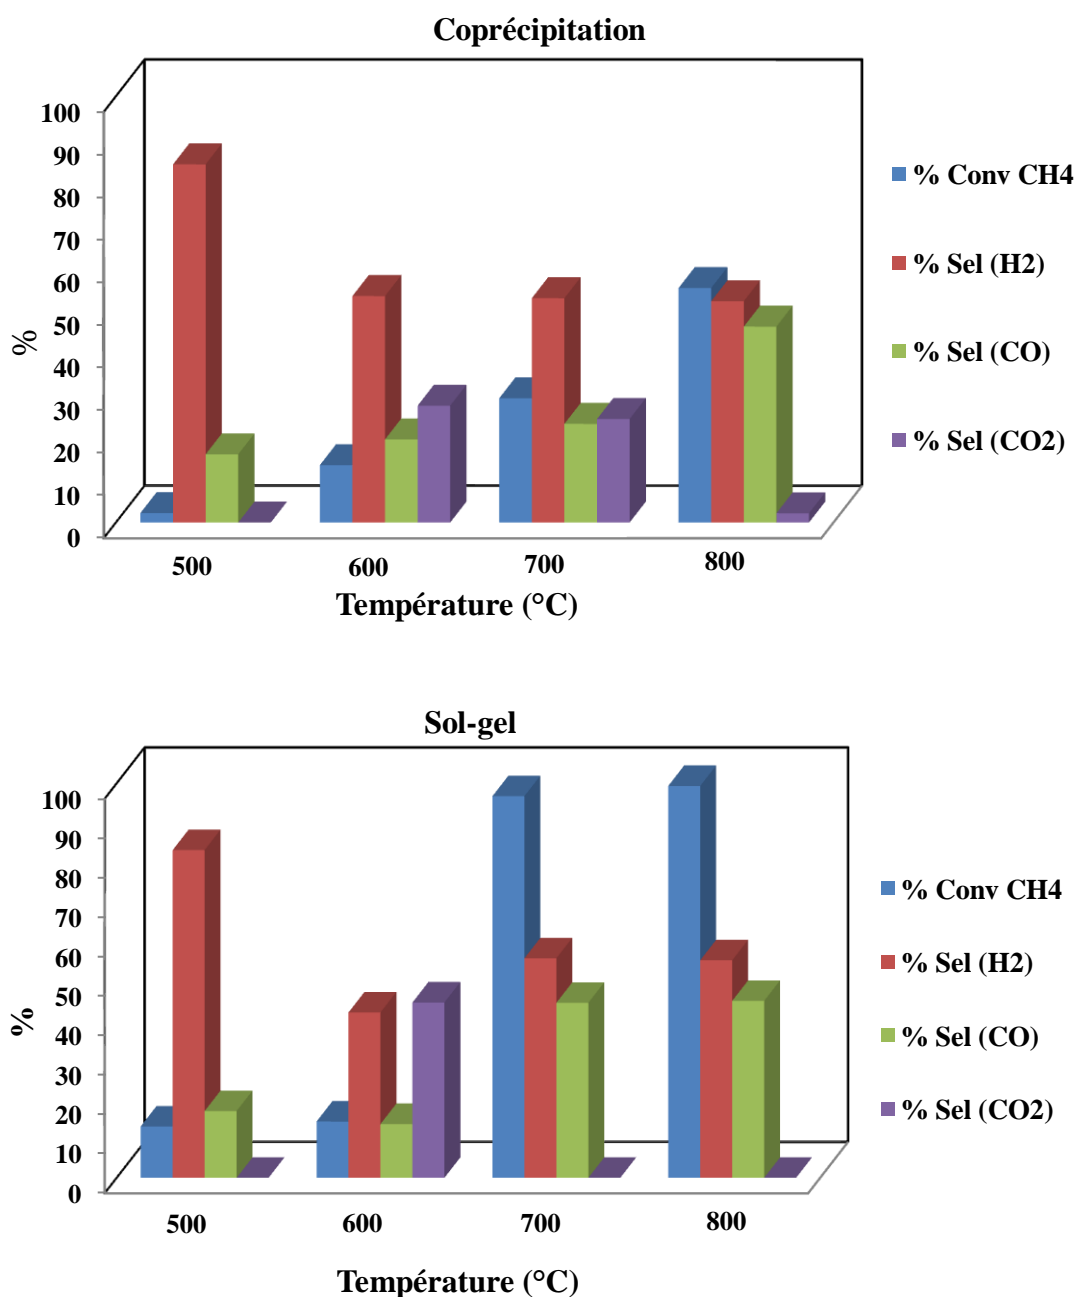 Coprécipitation
100
90
80
70
60
50
40
30
20
10
0
%
500 600 700 800
Température (°C)
% Conv CH4
% Sel (H2)
% Sel (CO)
% Sel (CO2)
Sol-gel
100
90
80
70
60
50
40
30
20
10
0
%
500 600 700 800
Température (°C)
% Conv CH4
% Sel (H2)
% Sel (CO)
% Sel (CO2)